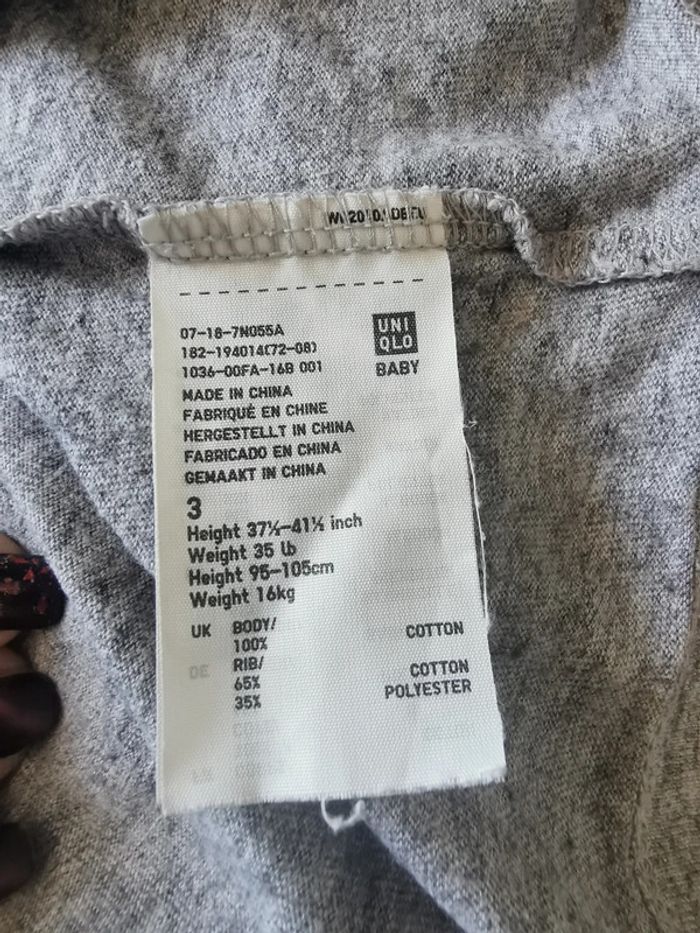 07-18-7N055A
182-194014(72-08)
1036-00FA-16B 001
UNI
QLO
BABY
MADE IN CHINA
FABRIQUÉ EN CHINE
HERGESTELLT IN CHINA
FABRICADO EN CHINA
GEMAAKT IN CHINA
3
Height 37½-41½ inch
Weight 35 lb
Height 95-105cm
Weight 16kg
UK BODY/
100% COTTON
RIB/
65% COTTON
35% POLYESTER